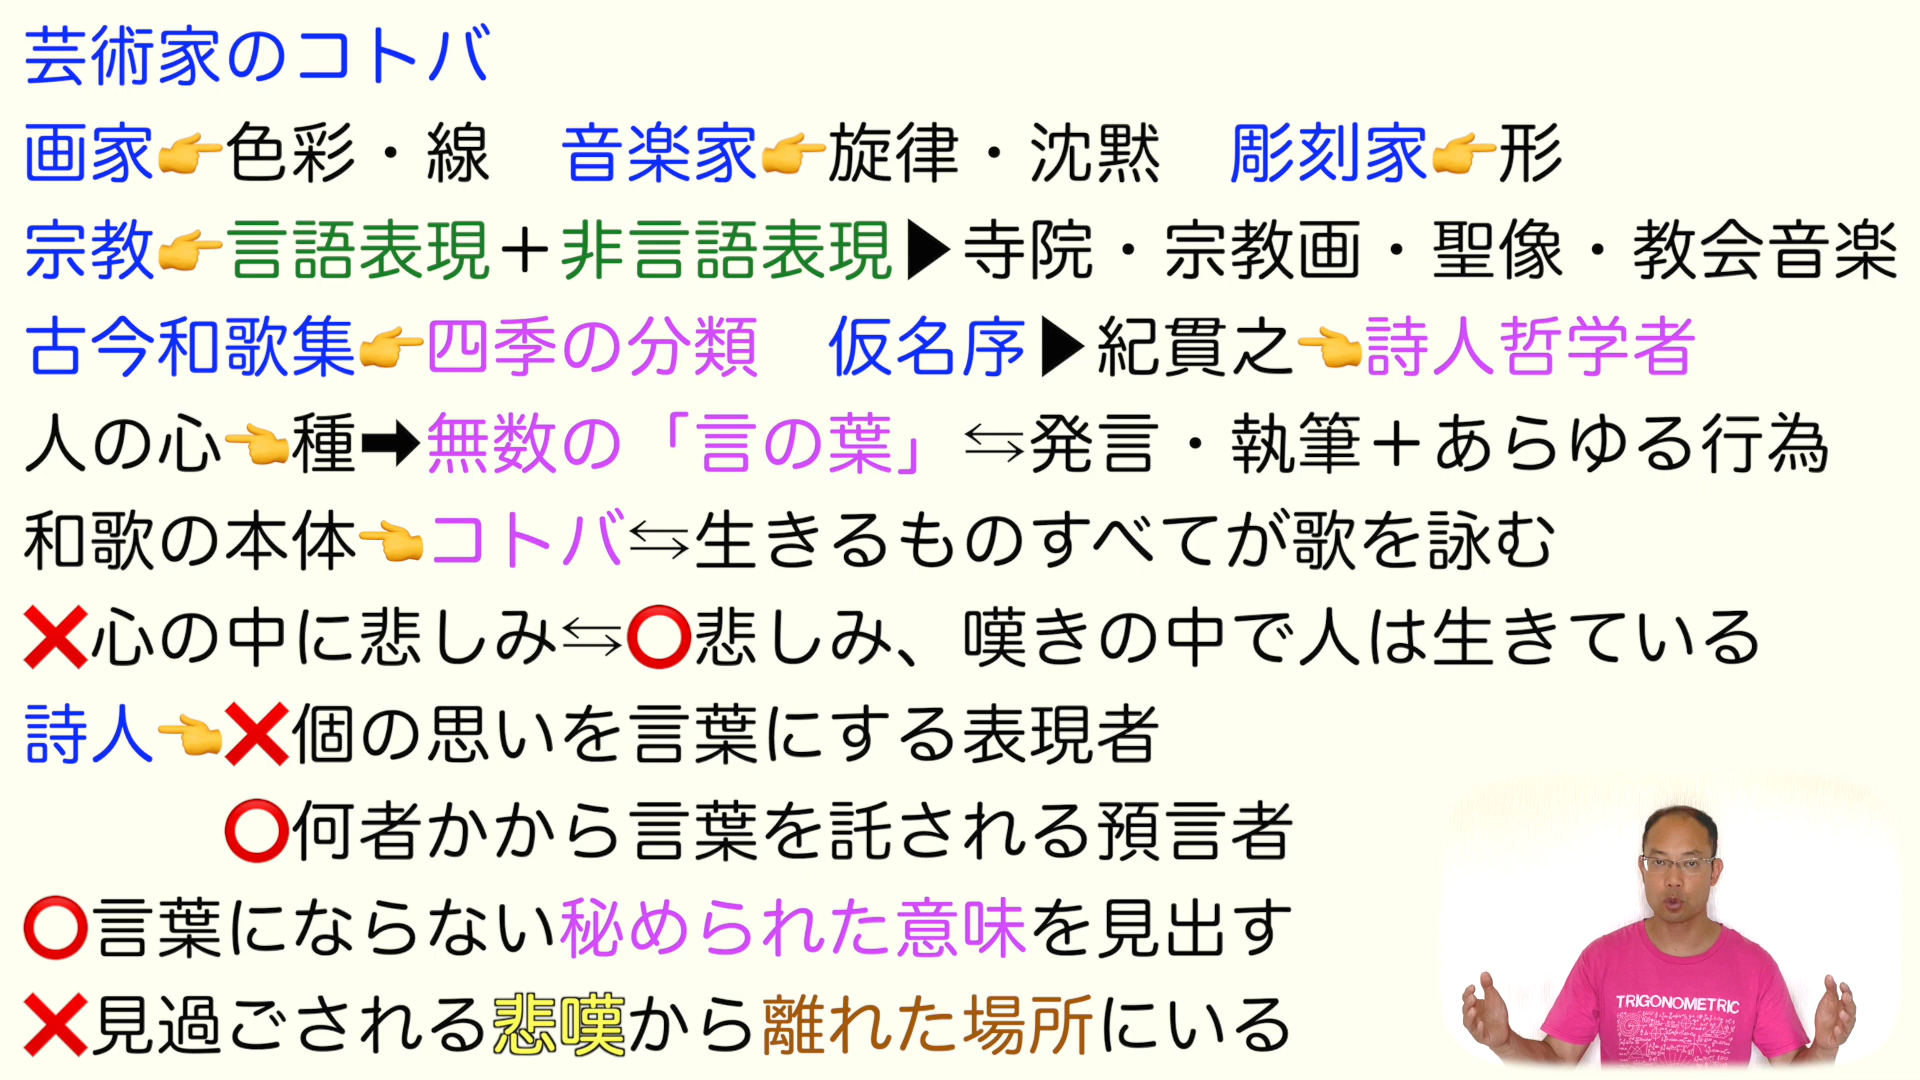 芸術家のコトバ
画家👉色彩・線　音楽家👉旋律・沈黙　彫刻家👉形
宗教👉言語表現＋非言語表現▶寺院・宗教画・聖像・教会音楽
古今和歌集👉四季の分類　仮名序▶紀貫之👈詩人哲学者
人の心👈種➡無数の「言の葉」⇆発言・執筆＋あらゆる行為
和歌の本体👈コトバ⇆生きるものすべてが歌を詠む
❌心の中に悲しみ⇆⭕悲しみ、嘆きの中で人は生きている
詩人👈❌個の思いを言葉にする表現者
⭕何者かから言葉を託される預言者
⭕言葉にならない秘められた意味を見出す
❌見過ごされる悲嘆から離れた場所にいる
TRIGONOMETRIC